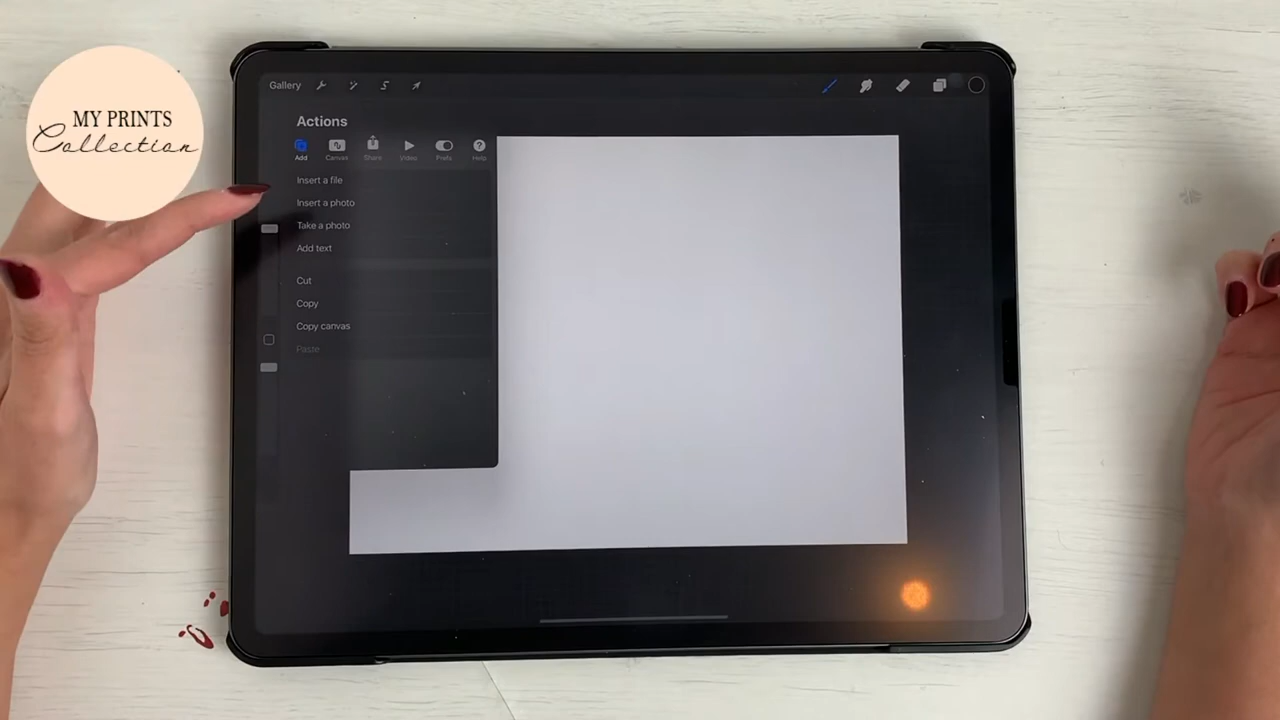 MY PRINTS
Collection
Gallery
Actions
Add Canvas Share Video Prefs Help
Insert a file
Insert a photo
Take a photo
Add text
Cut
Copy
Copy canvas
Paste